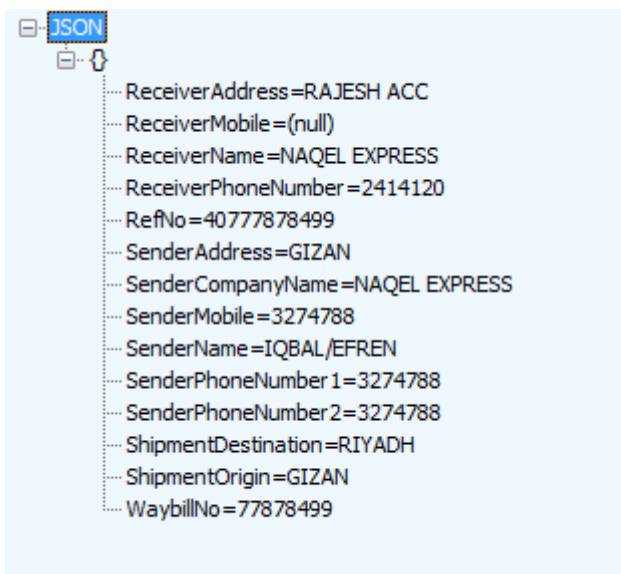 JSON
{}
ReceiverAddress=RAJESH ACC
ReceiverMobile=(null)
ReceiverName=NAQEL EXPRESS
ReceiverPhoneNumber=2414120
RefNo=40777878499
SenderAddress=GIZAN
SenderCompanyName=NAQEL EXPRESS
SenderMobile=3274788
SenderName=IQBAL/EFREN
SenderPhoneNumber1=3274788
SenderPhoneNumber2=3274788
ShipmentDestination=RIYADH
ShipmentOrigin=GIZAN
WaybillNo=77878499